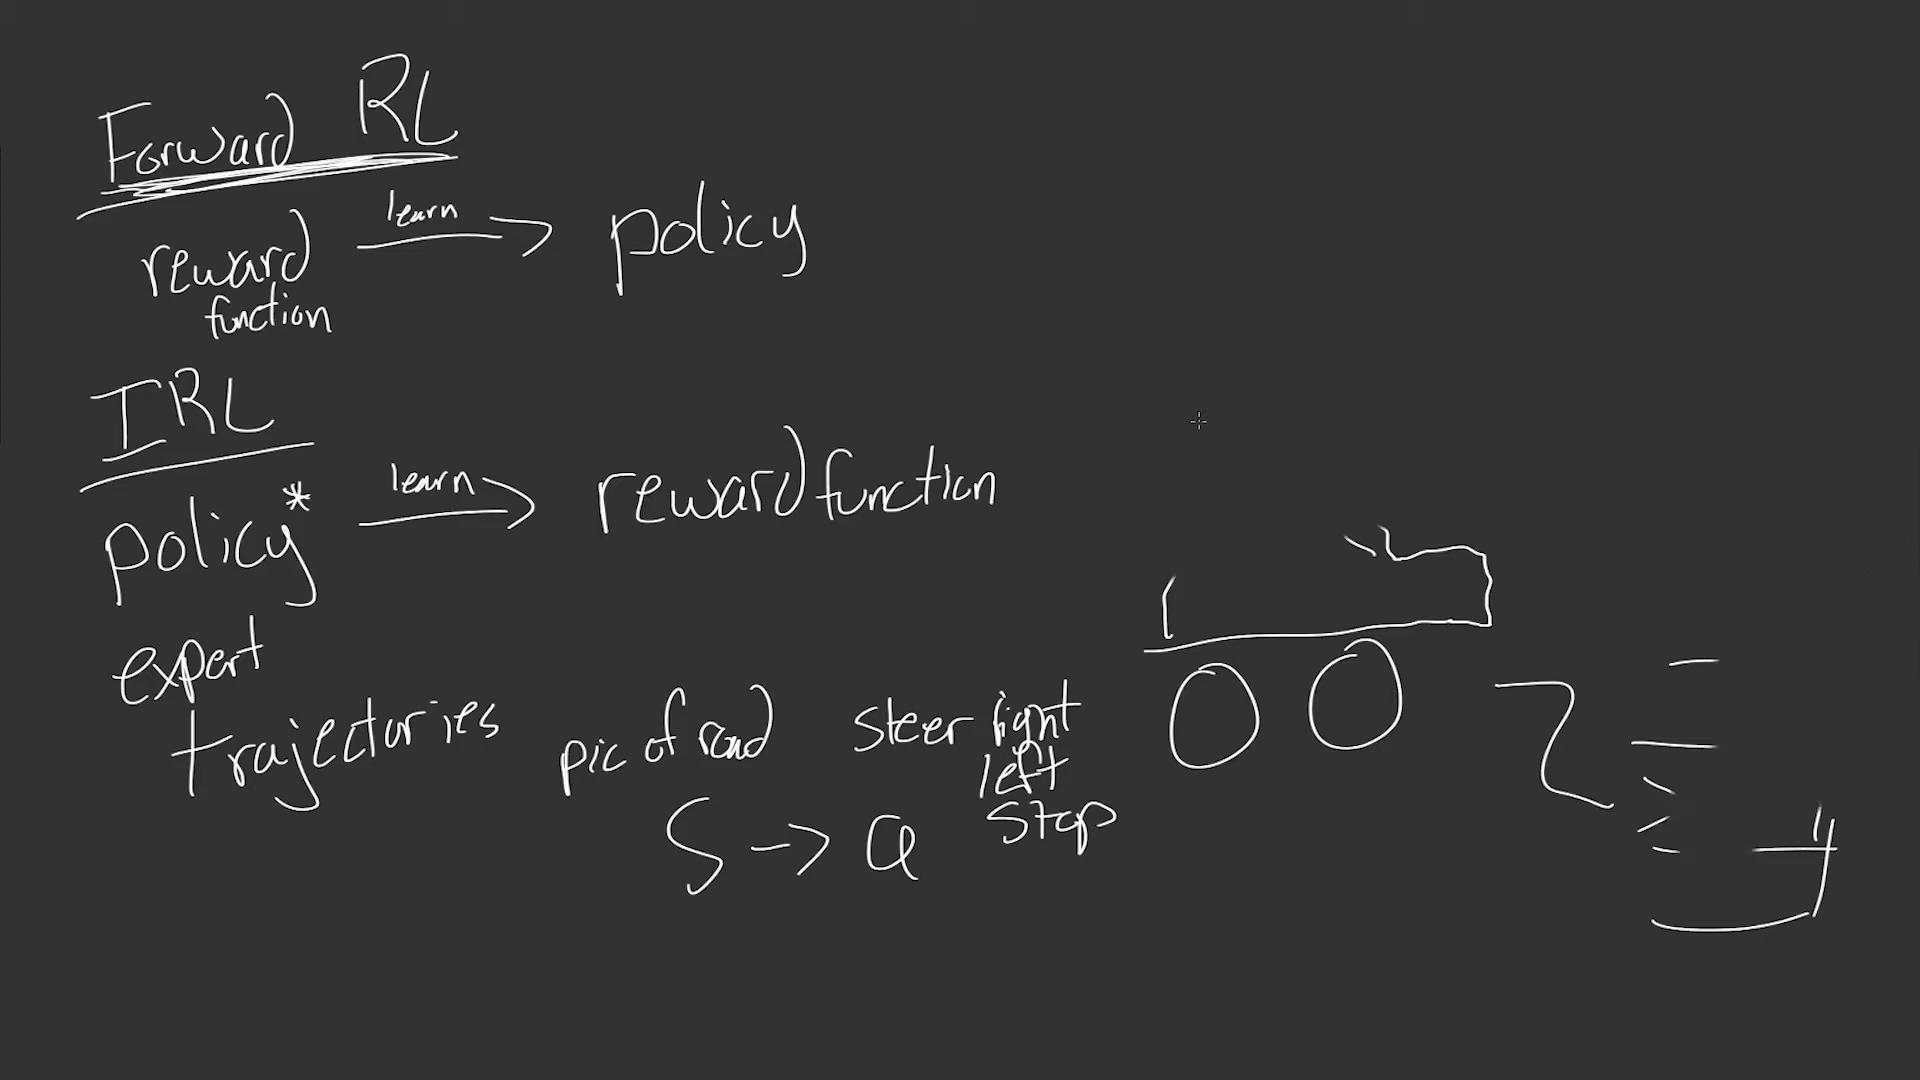 Forward RL
learn
reward → policy
function
IRL
learn
policy* → reward function
expert
trajectories
pic of road steer right
left
stop
S → a